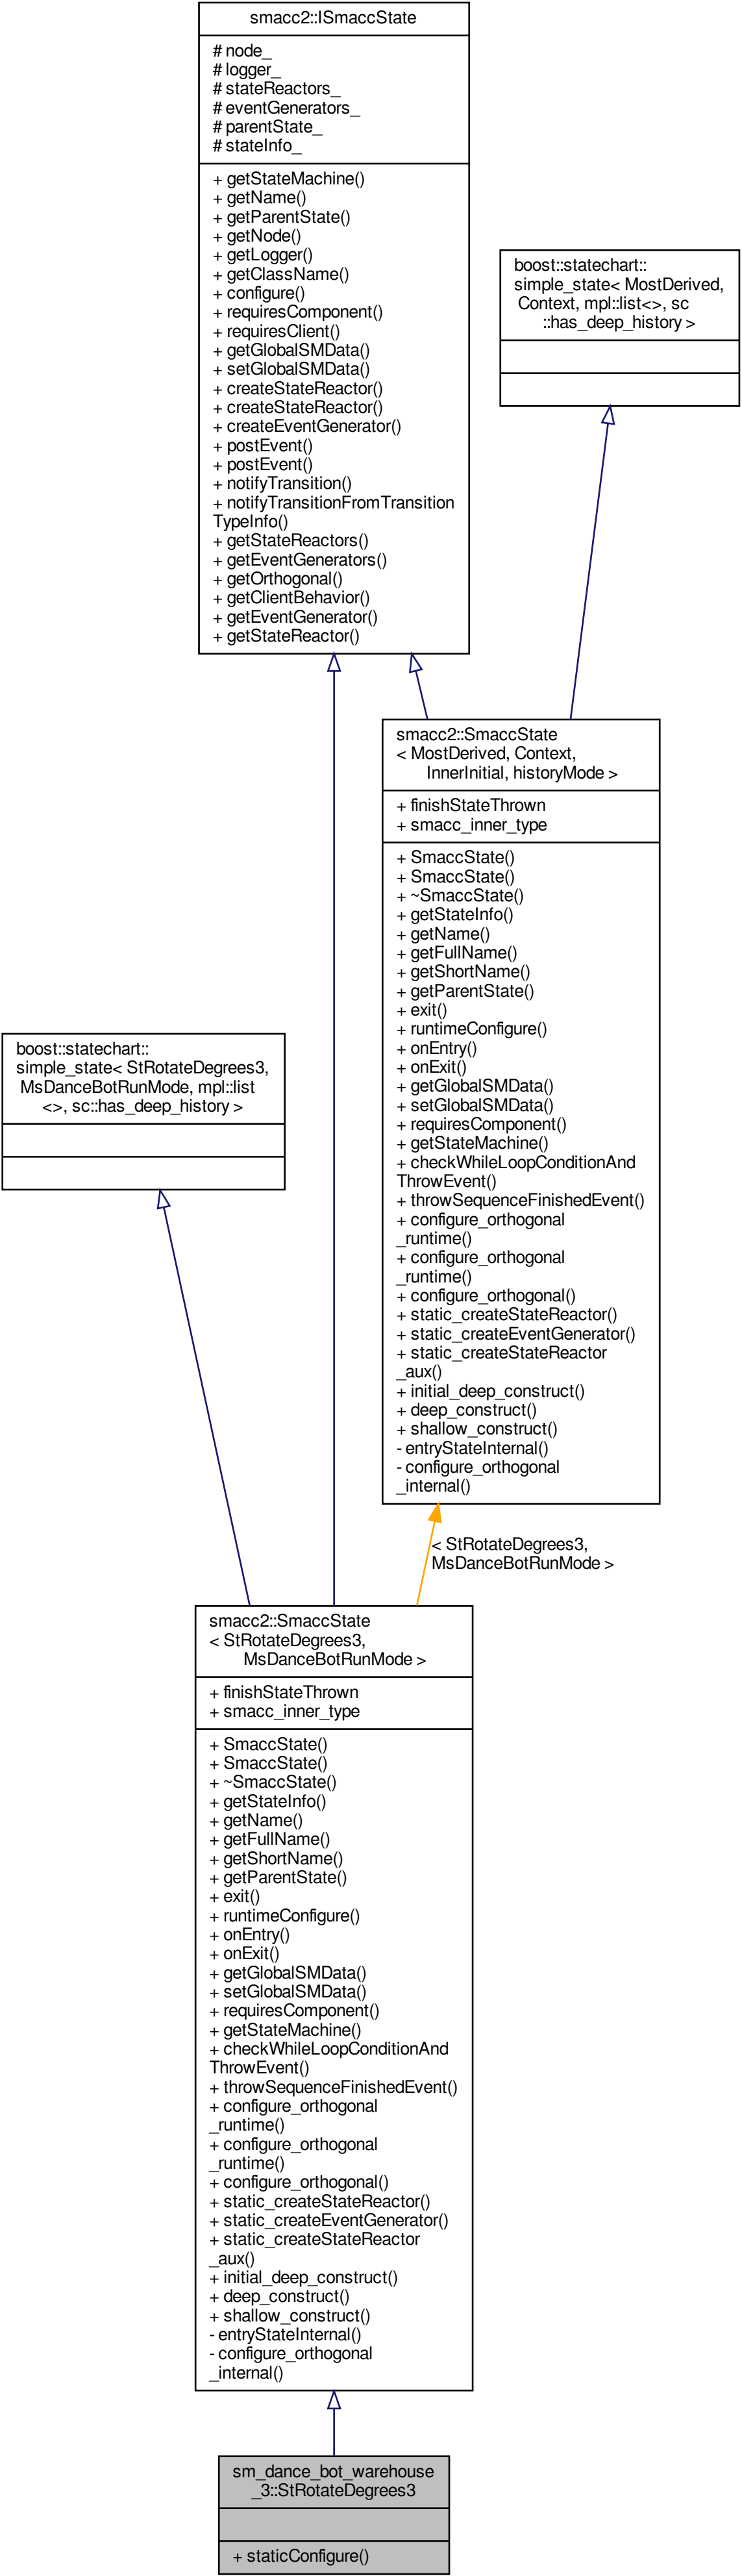 smacc2::ISmaccState
# node_
# logger_
# stateReactors_
# eventGenerators_
# parentState_
# stateInfo_
+ getStateMachine()
+ getName()
+ getParentState()
+ getNode()
+ getLogger()
+ getClassName()
+ configure()
+ requiresComponent()
+ requiresClient()
+ getGlobalSMData()
+ setGlobalSMData()
+ createStateReactor()
+ createStateReactor()
+ createEventGenerator()
+ postEvent()
+ postEvent()
+ notifyTransition()
+ notifyTransitionFromTransition
TypeInfo()
+ getStateReactors()
+ getEventGenerators()
+ getOrthogonal()
+ getClientBehavior()
+ getEventGenerator()
+ getStateReactor()
boost::statechart::
simple_state< MostDerived,
Context, mpl::list<>, sc
::has_deep_history >
smacc2::SmaccState
< MostDerived, Context,
InnerInitial, historyMode >
+ finishStateThrown
+ smacc_inner_type
+ SmaccState()
+ SmaccState()
+ ~SmaccState()
+ getStateInfo()
+ getName()
+ getFullName()
+ getShortName()
+ getParentState()
+ exit()
+ runtimeConfigure()
+ onEntry()
+ onExit()
+ getGlobalSMData()
+ setGlobalSMData()
+ requiresComponent()
+ getStateMachine()
+ checkWhileLoopConditionAnd
ThrowEvent()
+ throwSequenceFinishedEvent()
+ configure_orthogonal
_runtime()
+ configure_orthogonal
_runtime()
+ configure_orthogonal()
+ static_createStateReactor()
+ static_createEventGenerator()
+ static_createStateReactor
_aux()
+ initial_deep_construct()
+ deep_construct()
+ shallow_construct()
- entryStateInternal()
- configure_orthogonal
_internal()
boost::statechart::
simple_state< StRotateDegrees3,
MsDanceBotRunMode, mpl::list
<>, sc::has_deep_history >
< StRotateDegrees3,
MsDanceBotRunMode >
smacc2::SmaccState
< StRotateDegrees3,
MsDanceBotRunMode >
+ finishStateThrown
+ smacc_inner_type
+ SmaccState()
+ SmaccState()
+ ~SmaccState()
+ getStateInfo()
+ getName()
+ getFullName()
+ getShortName()
+ getParentState()
+ exit()
+ runtimeConfigure()
+ onEntry()
+ onExit()
+ getGlobalSMData()
+ setGlobalSMData()
+ requiresComponent()
+ getStateMachine()
+ checkWhileLoopConditionAnd
ThrowEvent()
+ throwSequenceFinishedEvent()
+ configure_orthogonal
_runtime()
+ configure_orthogonal
_runtime()
+ configure_orthogonal()
+ static_createStateReactor()
+ static_createEventGenerator()
+ static_createStateReactor
_aux()
+ initial_deep_construct()
+ deep_construct()
+ shallow_construct()
- entryStateInternal()
- configure_orthogonal
_internal()
sm_dance_bot_warehouse
_3::StRotateDegrees3
+ staticConfigure()